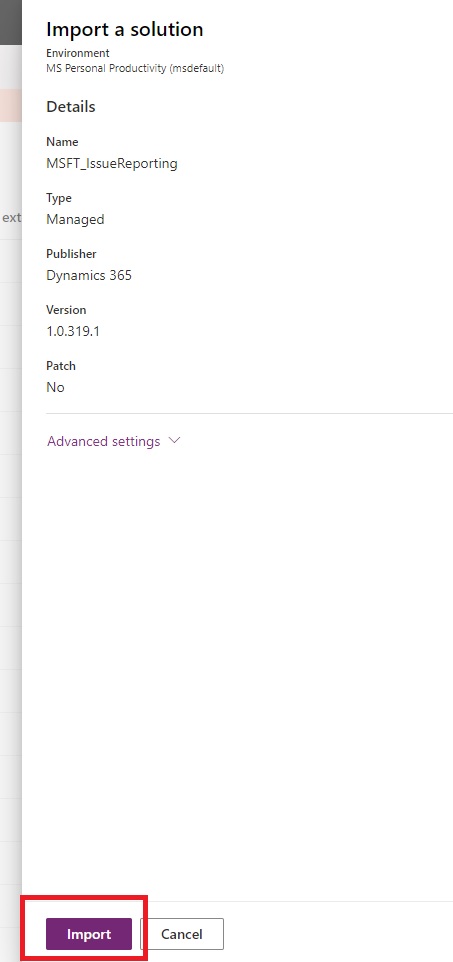 Import a solution
Environment
MS Personal Productivity (msdefault)
Details
Name
MSFT_IssueReporting
Type
Managed
ext
Publisher
Dynamics 365
Version
1.0.319.1
Patch
No
Advanced settings
Import
Cancel